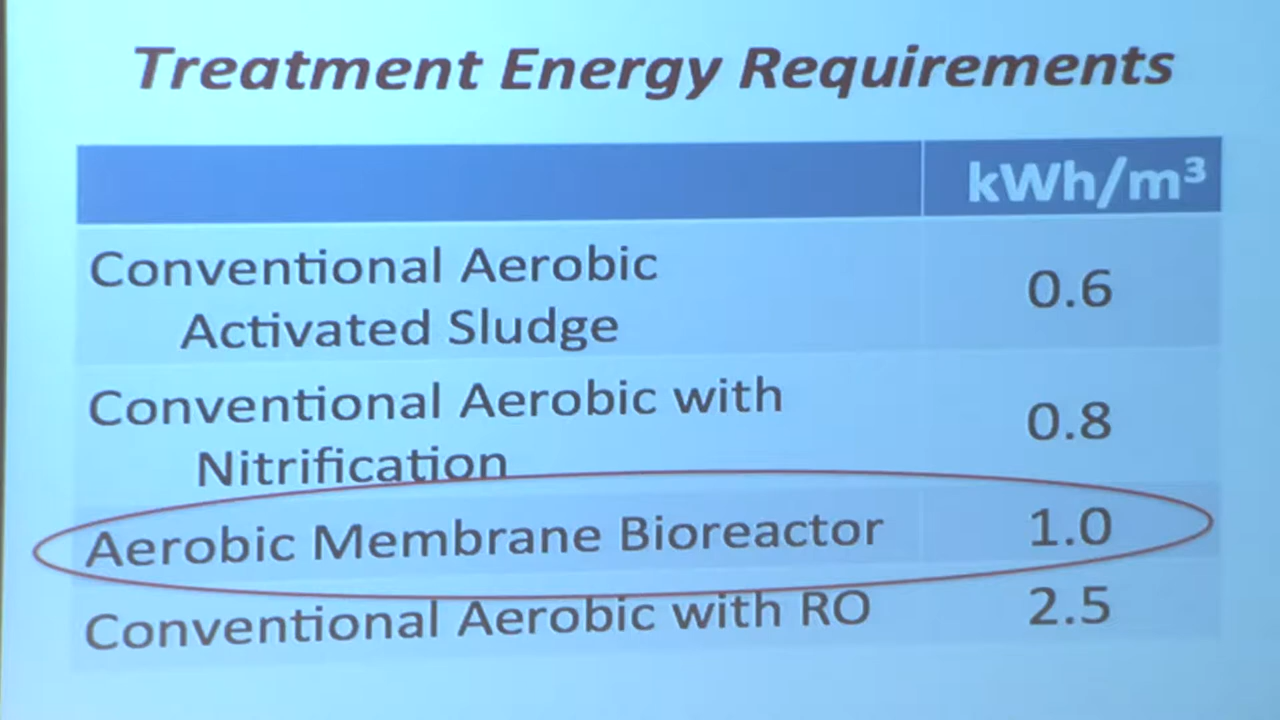 Treatment Energy Requirements
kWh/m³
Conventional Aerobic
Activated Sludge
0.6
Conventional Aerobic with
Nitrification
0.8
Aerobic Membrane Bioreactor
1.0
Conventional Aerobic with RO
2.5